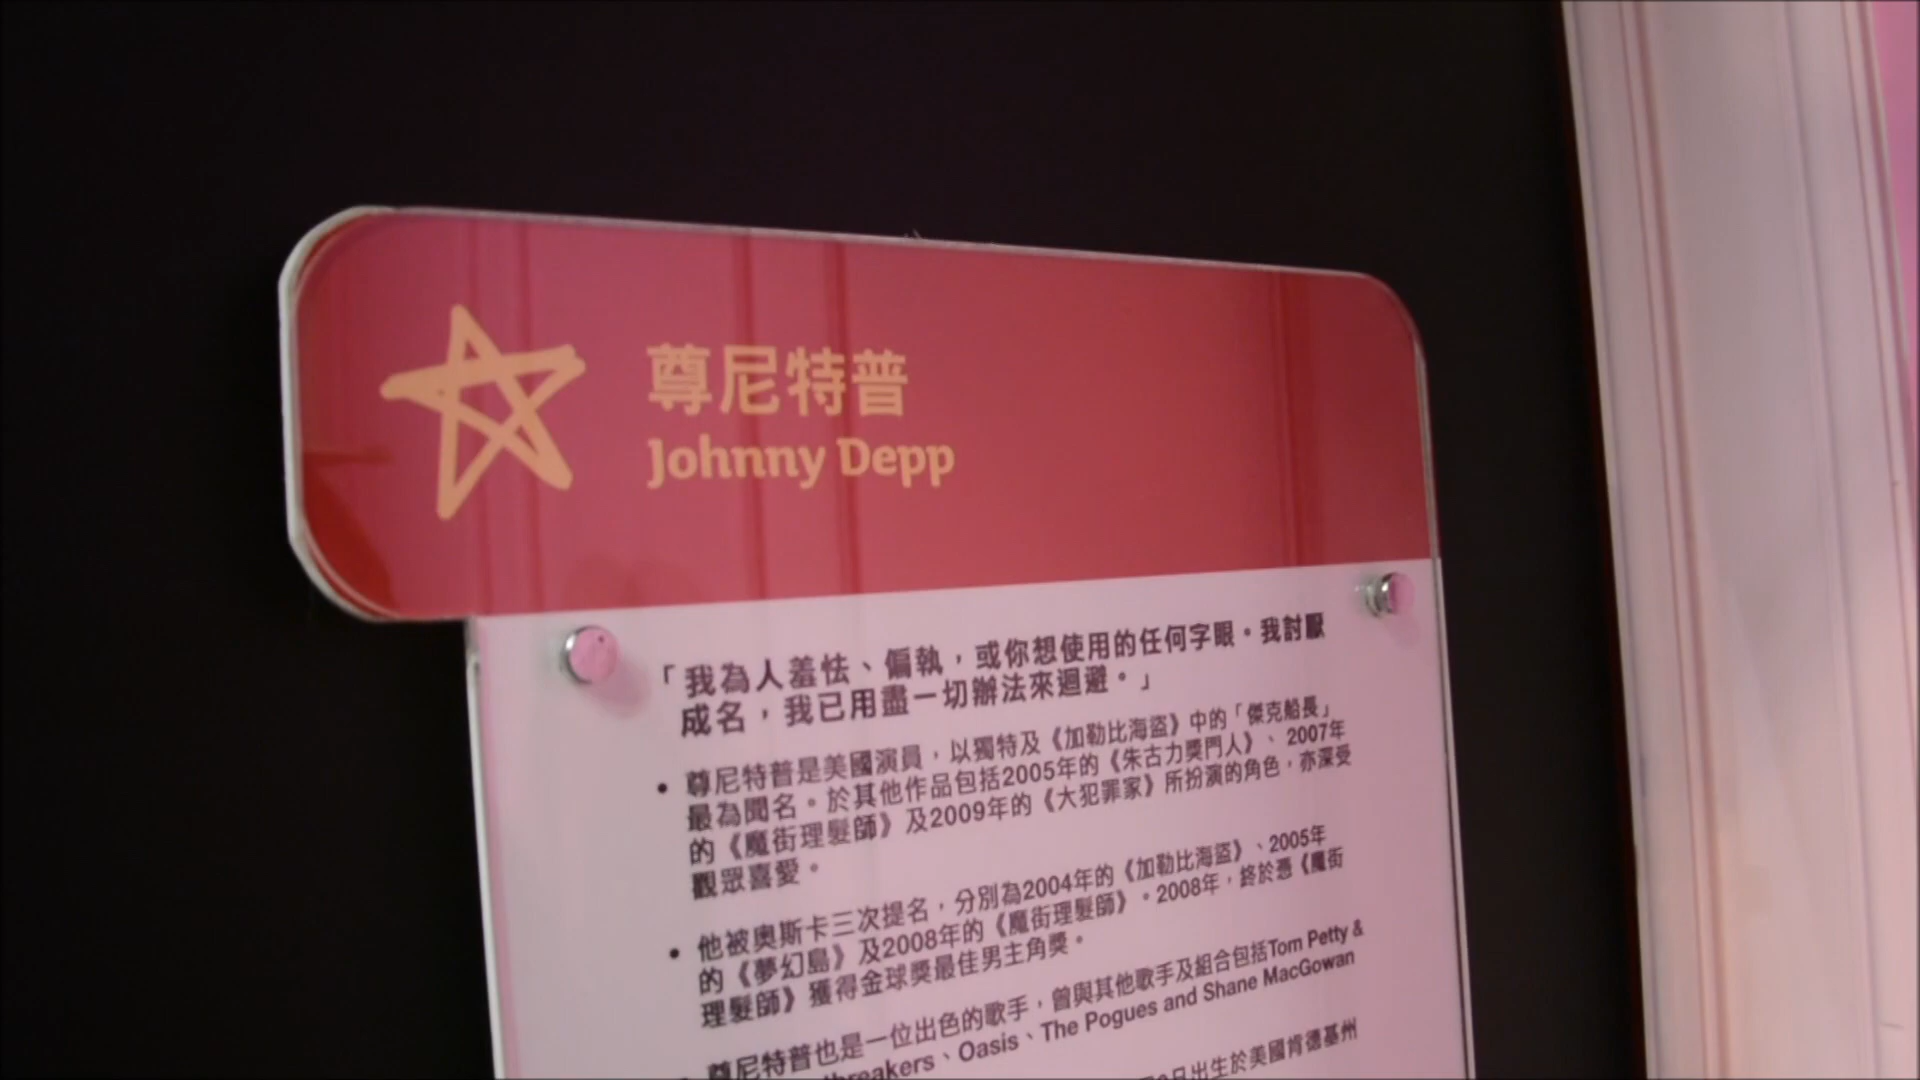 尊尼特普
Johnny Depp
「我為人羞怯、偏執，或你想使用的任何字眼。我討厭
成名，我已用盡一切辦法來迴避。」
• 尊尼特普是美國演員，以獨特及《加勒比海盜》中的「傑克船長」
最為聞名。於其他作品包括2005年的《朱古力獎門人》、2007年
的《魔街理髮師》及2009年的《大犯罪家》所扮演的角色，亦深受
觀眾喜愛。
• 他被奧斯卡三次提名，分別為2004年的《加勒比海盜》、2005年
的《夢幻島》及2008年的《魔街理髮師》。2008年，終於憑《魔街
理髮師》獲得金球獎最佳男主角獎。
尊尼特普也是一位出色的歌手，曾與其他歌手及組合包括Tom Petty &
、Oasis、The Pogues and Shane MacGowan
日出生於美國肯德基州